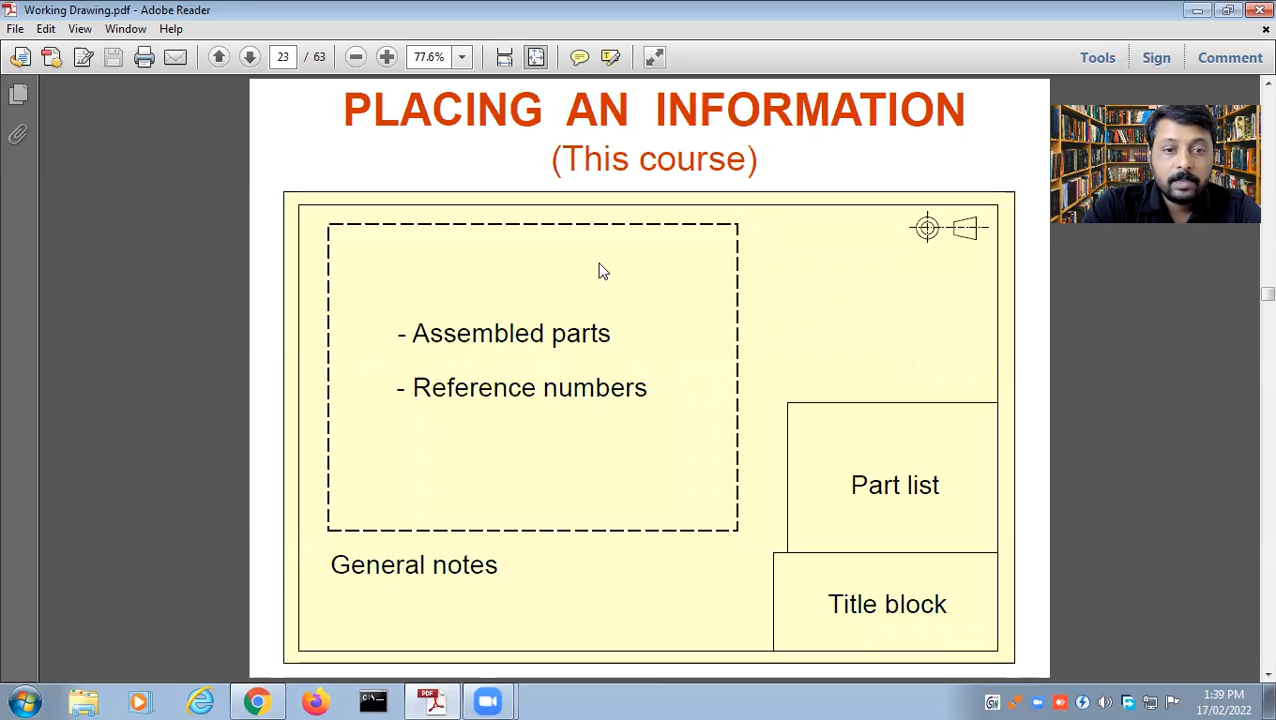 Working Drawing.pdf - Adobe Reader
File Edit View Window Help
23 / 63 77.6% Tools Sign Comment
PLACING AN INFORMATION
(This course)
- Assembled parts
- Reference numbers
Part list
General notes
Title block
PDF
1:39 PM
17/02/2022